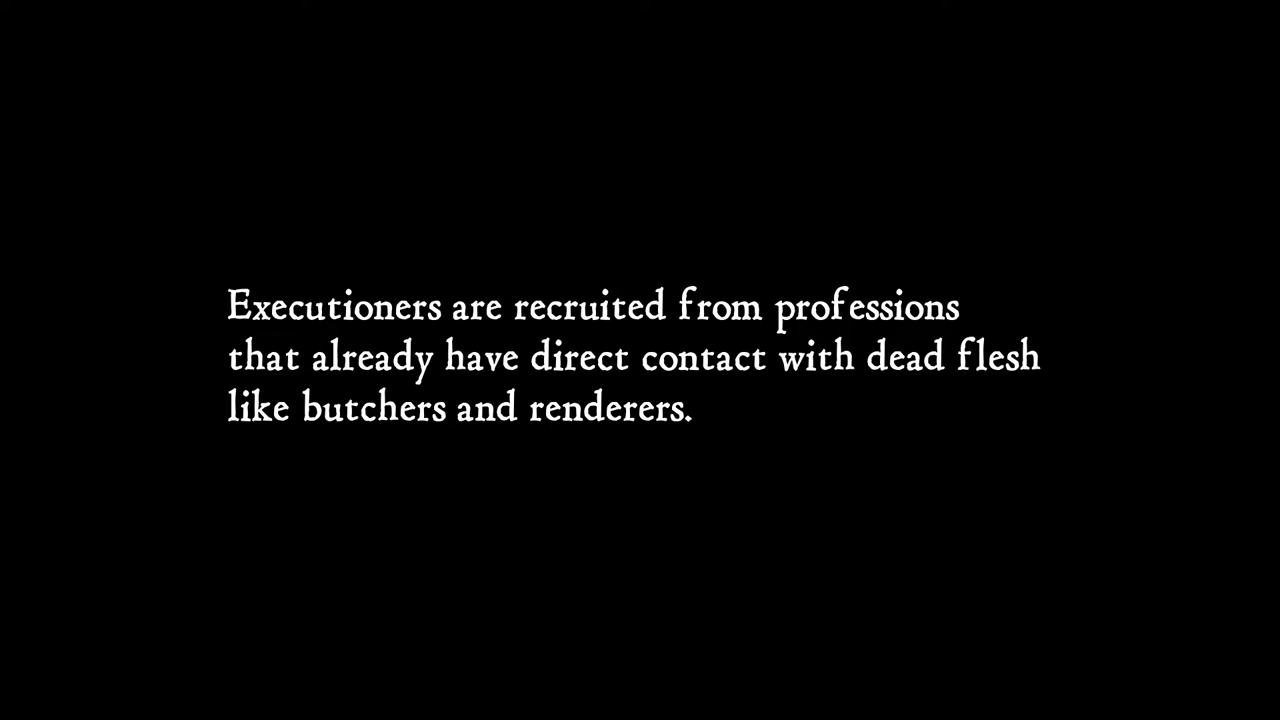 Executioners are recruited from professions
that already have direct contact with dead flesh
like butchers and renderers.